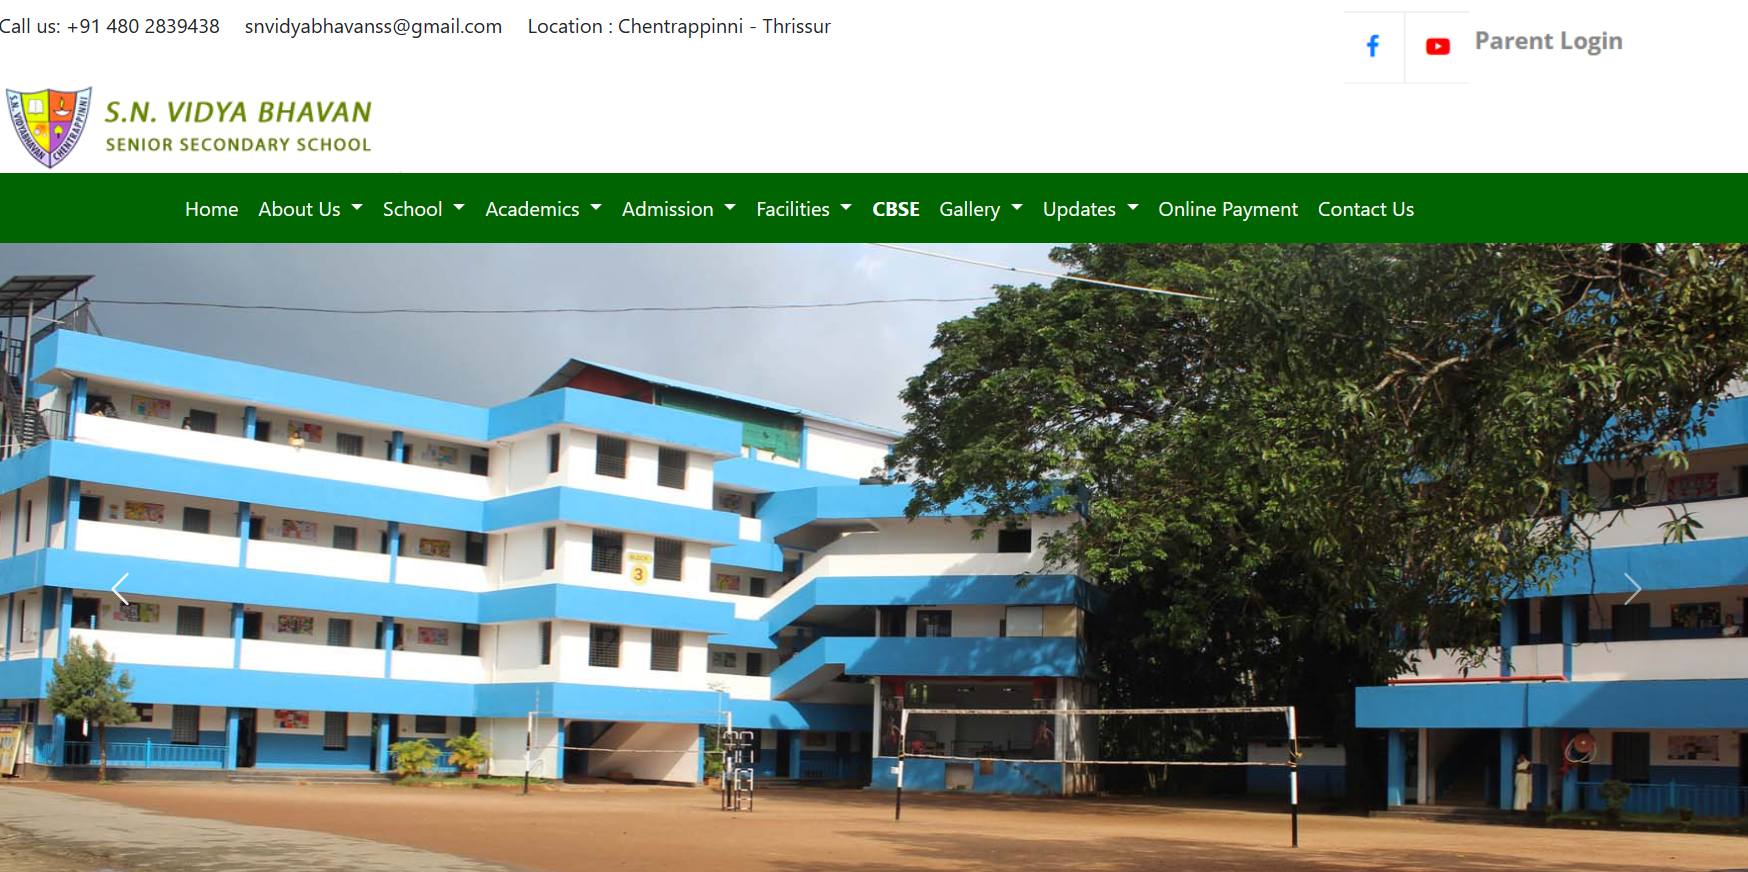 Call us: +91 480 2839438 snvidyabhavanss@gmail.com Location : Chentrappinni - Thrissur
Parent Login
S.N. VIDYABHAVAN CHENTRAPPINNI
S.N. VIDYA BHAVAN
SENIOR SECONDARY SCHOOL
Home About Us School Academics Admission Facilities CBSE Gallery Updates Online Payment Contact Us
BLOCK
3